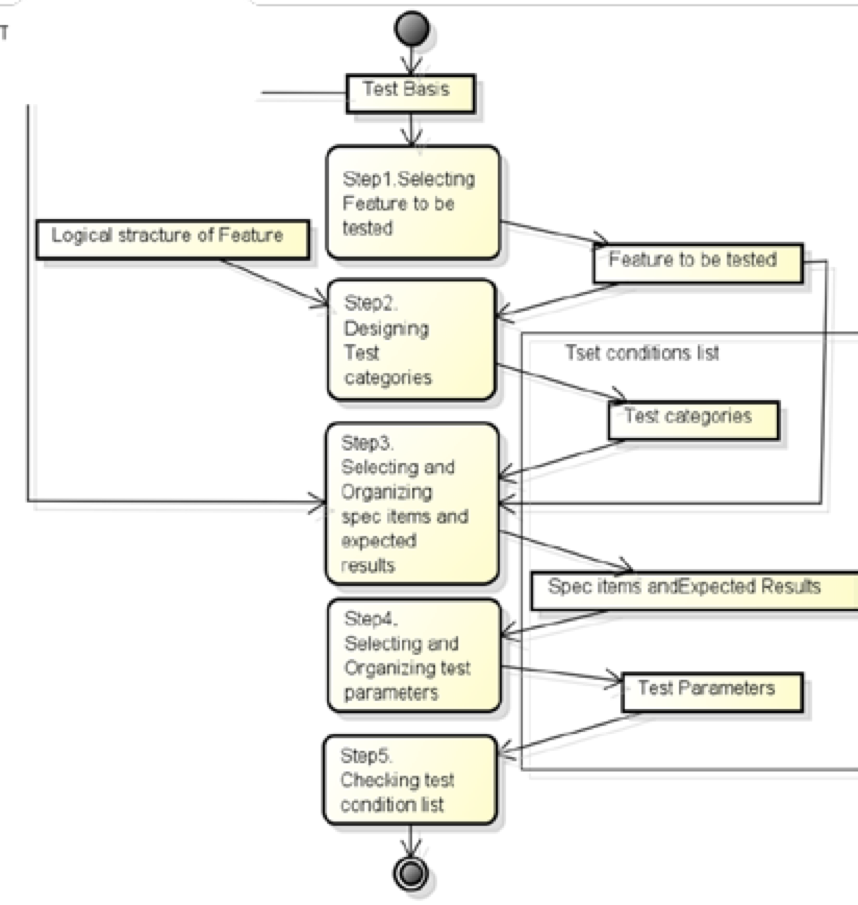 T
Test Basis
Step1.Selecting
Feature to be
tested
Logical stracture of Feature
Feature to be tested
Step2.
Designing
Test
categories
Tset conditions list
Test categories
Step3.
Selecting and
Organizing
spec items and
expected
results
Spec items andExpected Results
Step4.
Selecting and
Organizing test
parameters
Test Parameters
Step5.
Checking test
condition list